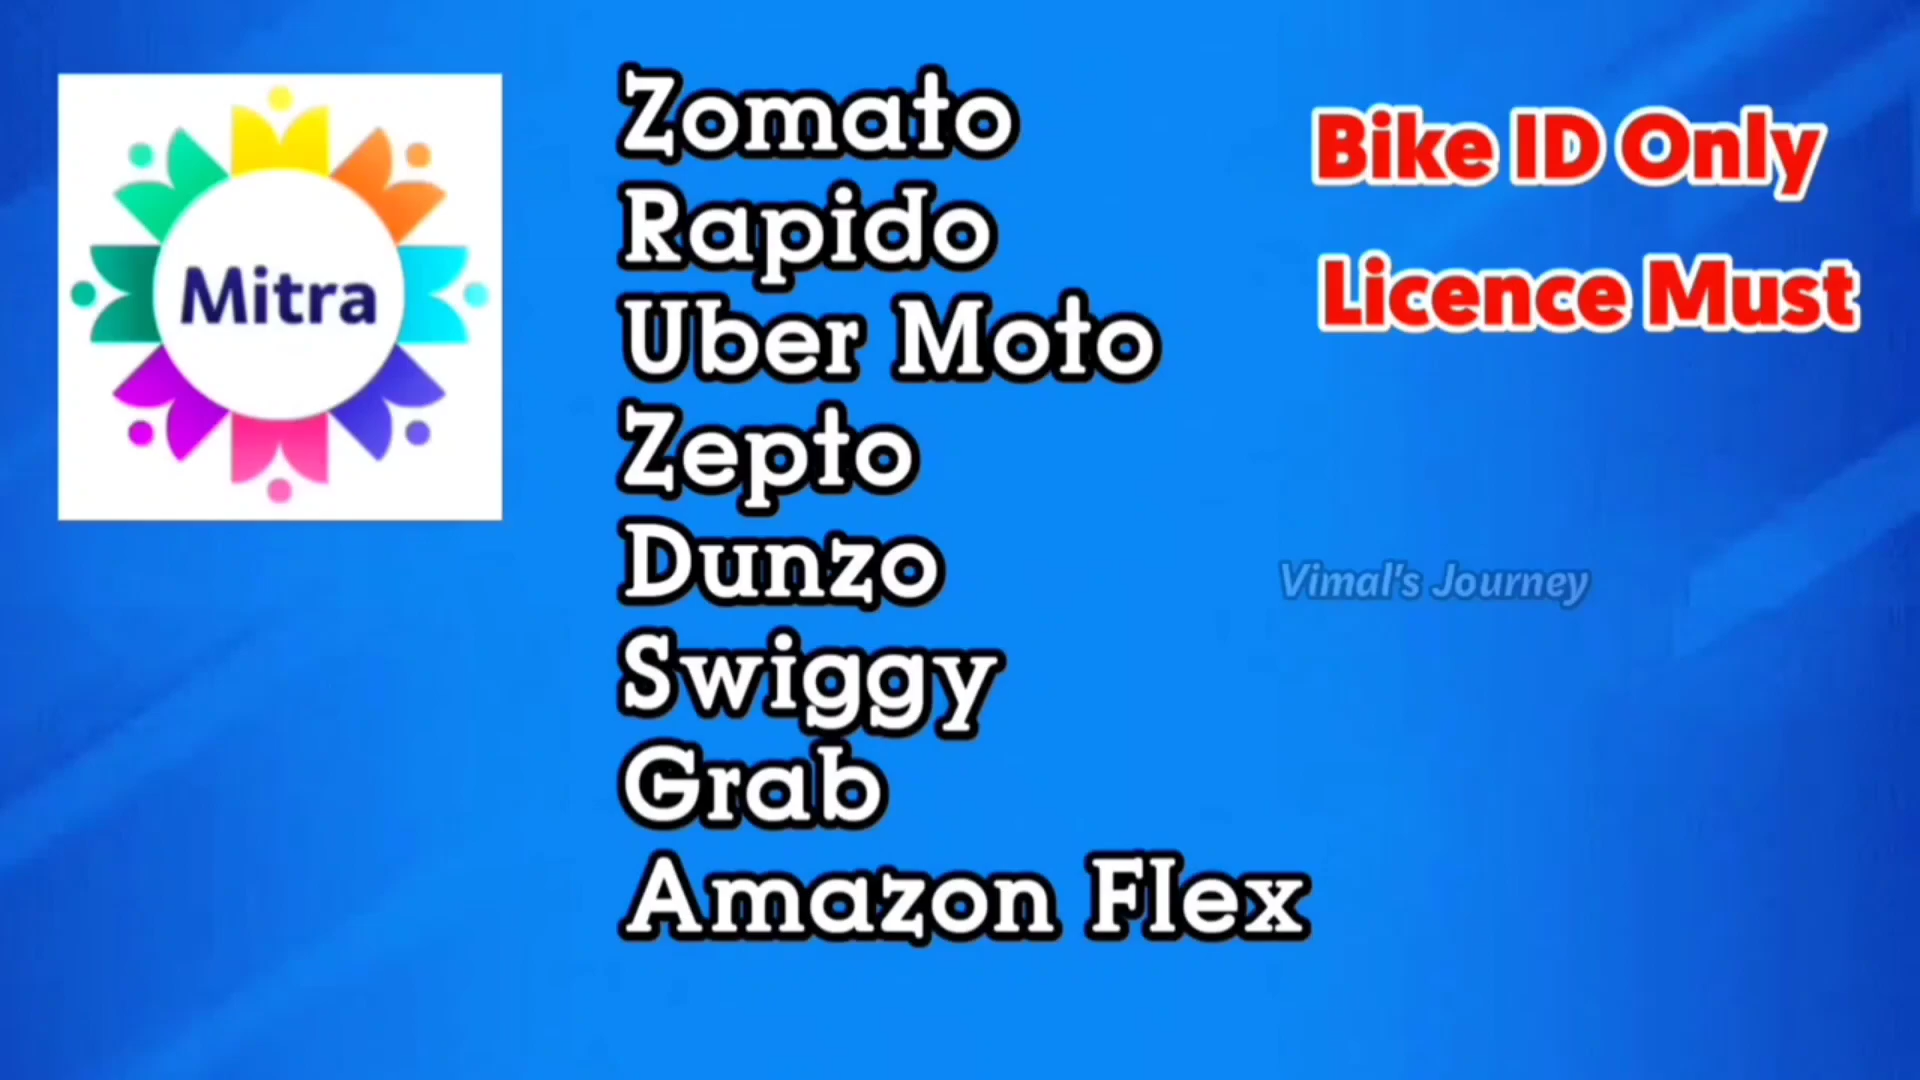 Mitra
Zomato
Rapido
Uber Moto
Zepto
Dunzo
Swiggy
Grab
Amazon Flex
Bike ID Only
Licence Must
Vimal's Journey